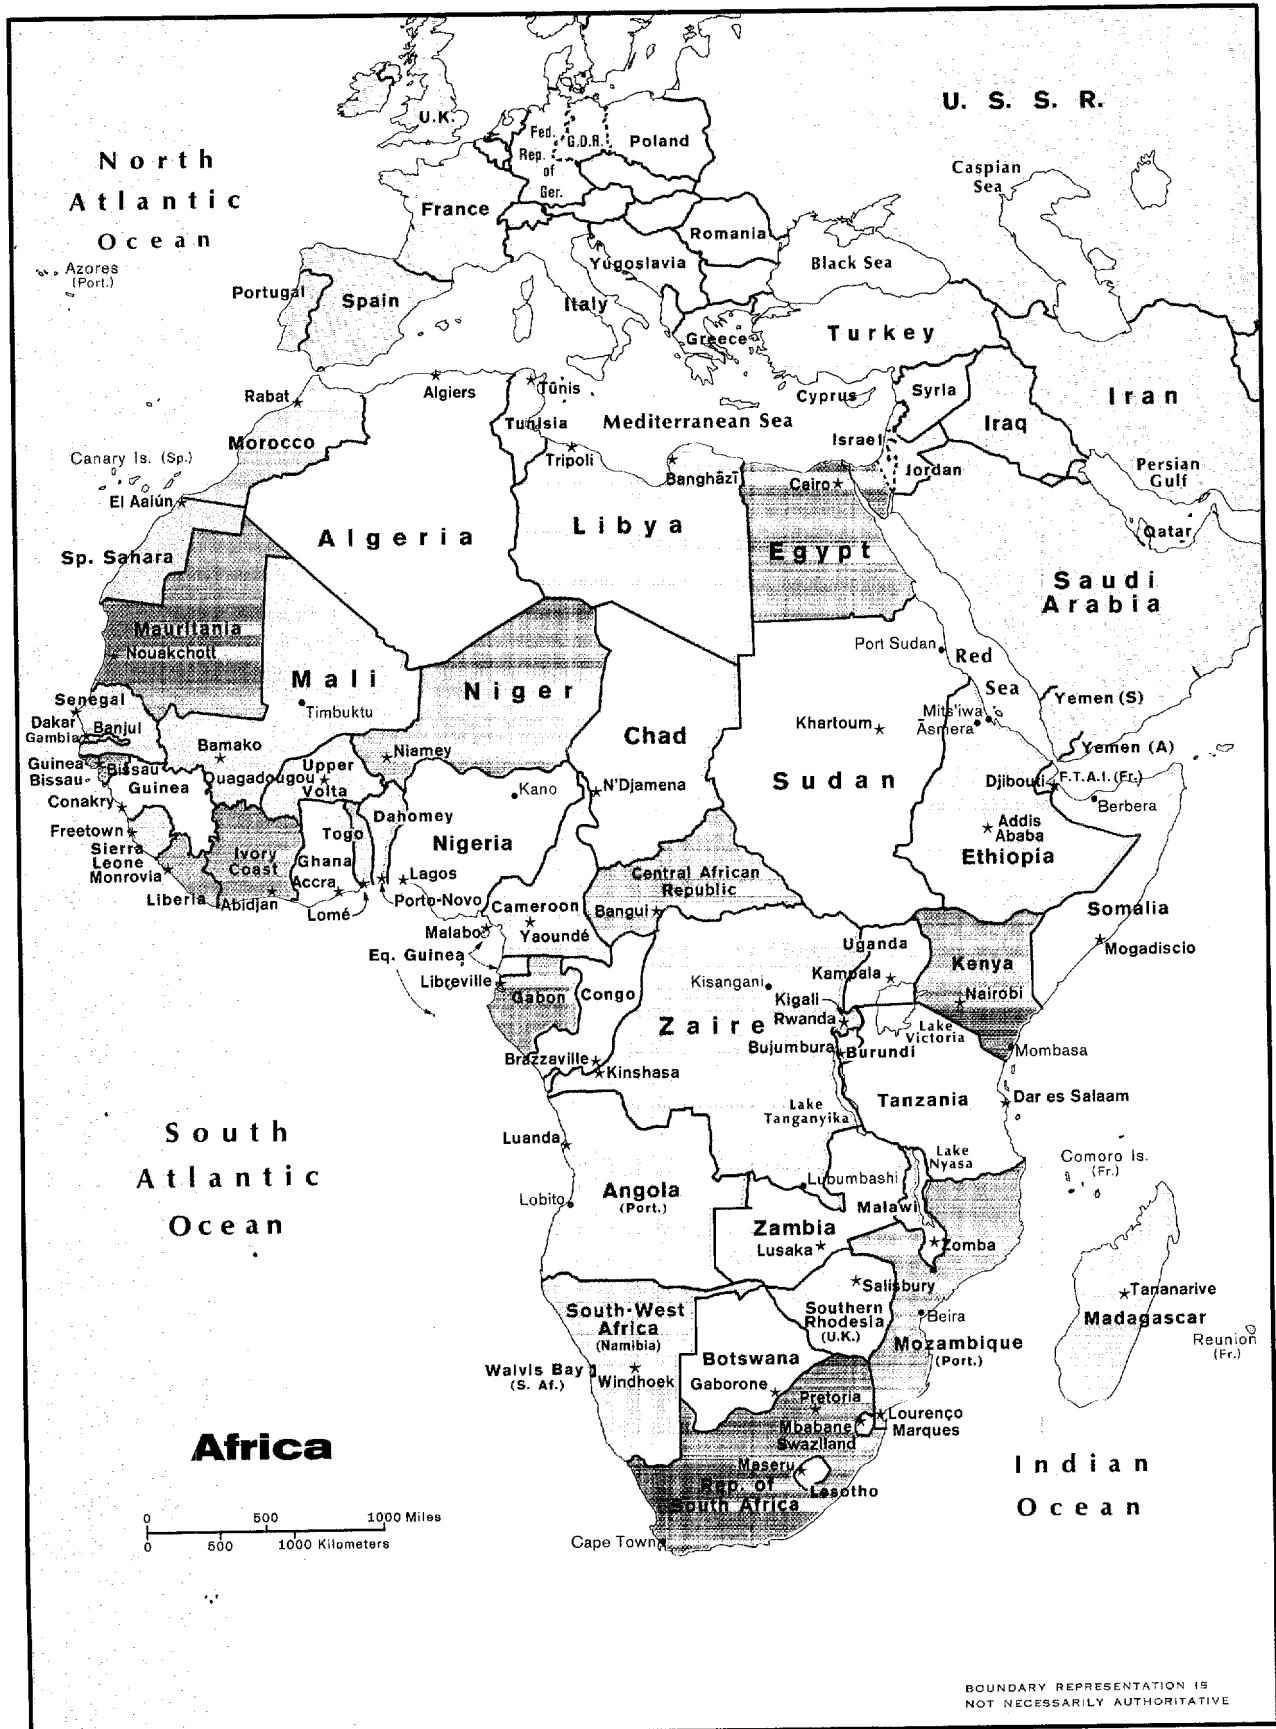 U. S. S. R.
U.K.
Fed.
Rep.
of
Ger.
G.D.R.
Poland
North
Atlantic
Ocean
Caspian
Sea
France
Romania
Azores
(Port.)
Yugoslavia
Black Sea
Portugal
Spain
Italy
Greece
Turkey
Rabat
Algiers
Tūnis
Cyprus
Syria
Iran
Morocco
Tunisia
Mediterranean Sea
Iraq
Israel
Canary Is. (Sp.)
Tripoli
Banghāzī
Jordan
Persian
Gulf
El Aaiún
Cairo
Algeria
Libya
Qatar
Sp. Sahara
Egypt
Saudi
Arabia
Mauritania
Nouakchott
Port Sudan
Red
Sea
Mali
Niger
Timbuktu
Senegal
Dakar
Gambia
Banjul
Yemen (S)
Mits'iwa
Āsmera
Khartoum
Chad
Bamako
Niamey
Yemen (A)
Guinea
Bissau
Bissau
Guinea
Ouagadougou
Upper
Volta
Sudan
Djibouti
F.T.A.I. (Fr.)
N'Djamena
Kano
Conakry
Berbera
Dahomey
Togo
Freetown
Addis
Ababa
Sierra
Leone
Monrovia
Ivory
Coast
Ghana
Nigeria
Ethiopia
Accra
Lagos
Central African
Republic
Liberia
Abidjan
Lomé
Porto-Novo
Cameroon
Bangui
Somalia
Malabo
Yaoundé
Uganda
Mogadiscio
Eq. Guinea
Kenya
Kampala
Libreville
Kisangani
Gabon
Congo
Kigali
Nairobi
Zaire
Rwanda
Lake
Victoria
Bujumbura
Burundi
Mombasa
Brazzaville
Kinshasa
Tanzania
Dar es Salaam
Lake
Tanganyika
South
Atlantic
Ocean
Luanda
Lake
Nyasa
Comoro Is.
(Fr.)
Lubumbashi
Lobito
Angola
(Port.)
Malawi
Zambia
Lusaka
Zomba
Salisbury
Tananarive
South-West
Africa
(Namibia)
Southern
Rhodesia
(U.K.)
Beira
Madagascar
Mozambique
(Port.)
Reunion
(Fr.)
Botswana
Walvis Bay
(S. Af.)
Windhoek
Gaborone
Pretoria
Lourenço
Marques
Mbabane
Swaziland
Africa
Maseru
Indian
Ocean
Rep. of
South Africa
Lesotho
0 500 1000 Miles
0 500 1000 Kilometers
Cape Town
BOUNDARY REPRESENTATION IS
NOT NECESSARILY AUTHORITATIVE